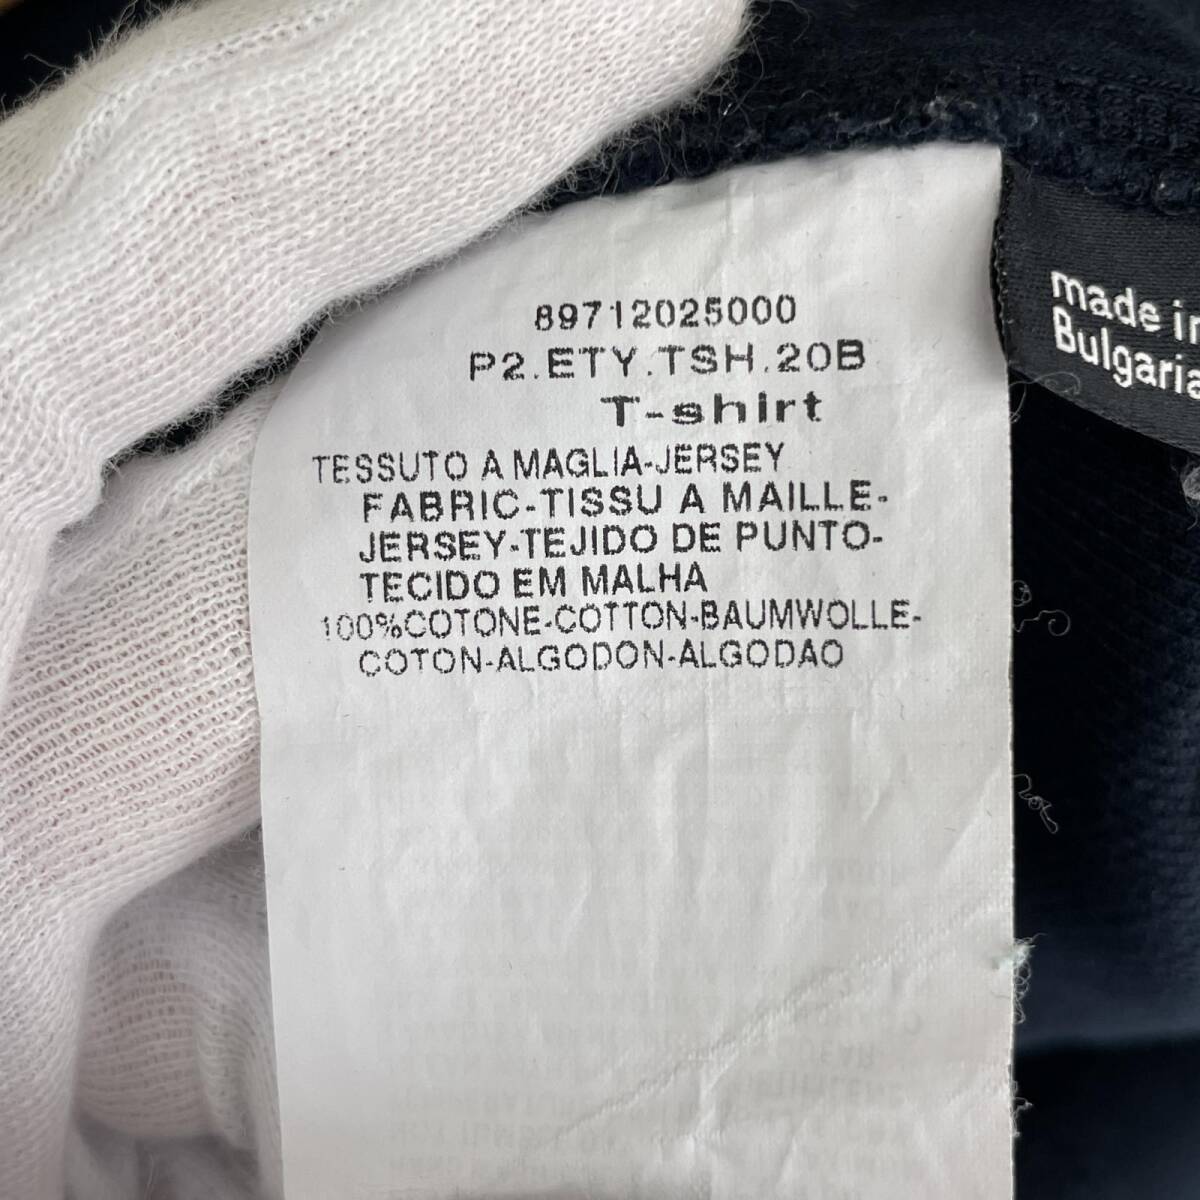 89712025000
P2.ETY.TSH.20B
T-shirt
TESSUTO A MAGLIA-JERSEY
FABRIC-TISSU A MAILLE-
JERSEY-TEJIDO DE PUNTO-
TECIDO EM MALHA
100%COTONE-COTTON-BAUMWOLLE-
COTON-ALGODON-ALGODAO
made in
Bulgaria